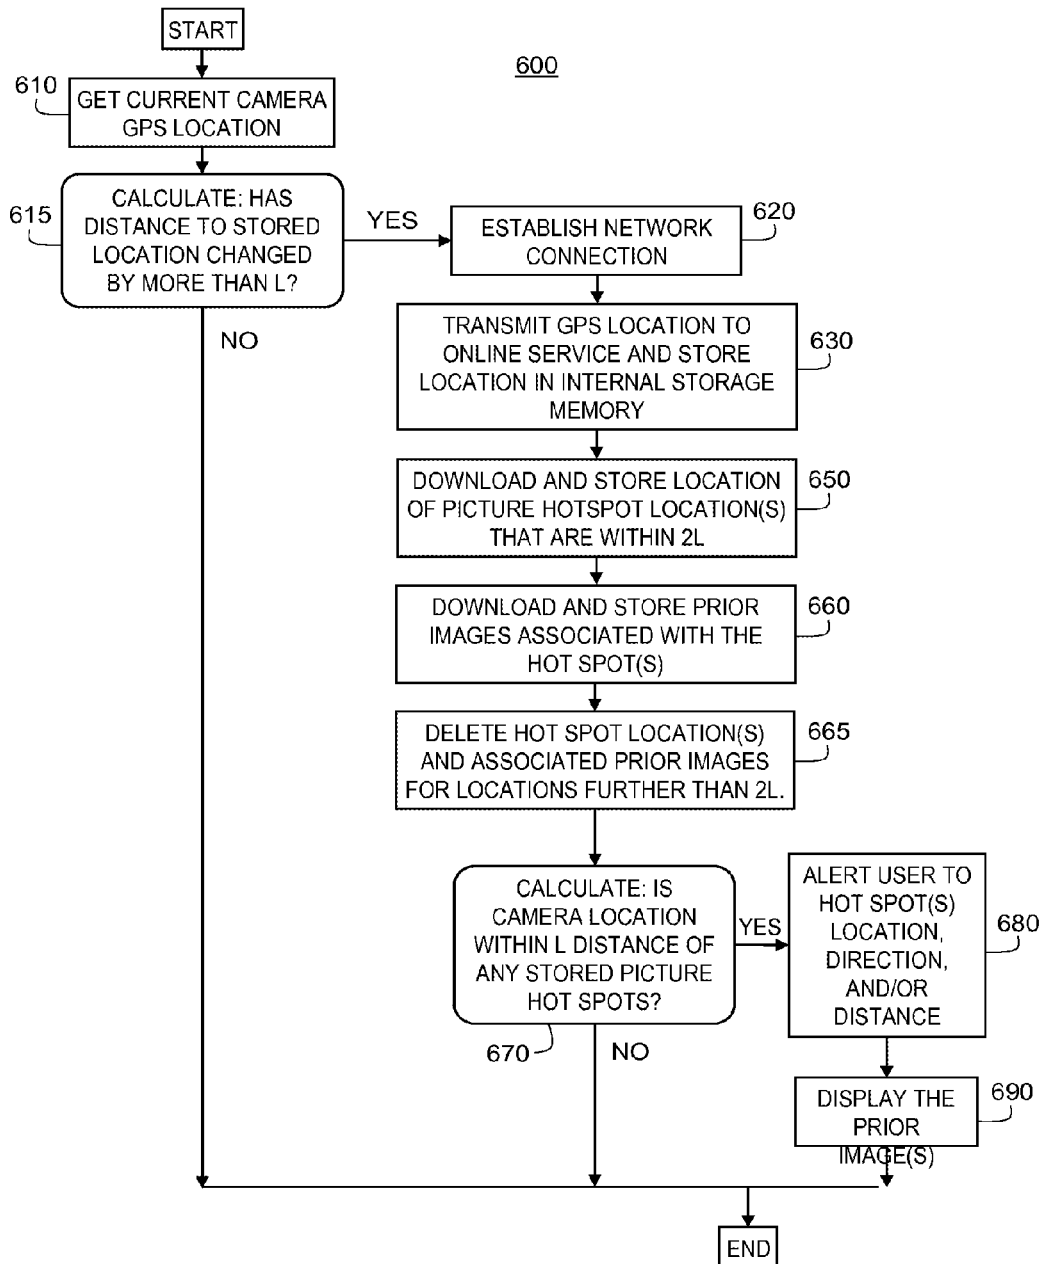 START
600
610
GET CURRENT CAMERA
GPS LOCATION
615
CALCULATE: HAS
DISTANCE TO STORED
LOCATION CHANGED
BY MORE THAN L?
YES
NO
620
ESTABLISH NETWORK
CONNECTION
630
TRANSMIT GPS LOCATION TO
ONLINE SERVICE AND STORE
LOCATION IN INTERNAL STORAGE
MEMORY
650
DOWNLOAD AND STORE LOCATION
OF PICTURE HOTSPOT LOCATION(S)
THAT ARE WITHIN 2L
660
DOWNLOAD AND STORE PRIOR
IMAGES ASSOCIATED WITH THE
HOT SPOT(S)
665
DELETE HOT SPOT LOCATION(S)
AND ASSOCIATED PRIOR IMAGES
FOR LOCATIONS FURTHER THAN 2L.
CALCULATE: IS
CAMERA LOCATION
WITHIN L DISTANCE OF
ANY STORED PICTURE
HOT SPOTS?
670
YES
NO
ALERT USER TO
HOT SPOT(S)
LOCATION,
DIRECTION,
AND/OR
DISTANCE
680
DISPLAY THE
PRIOR
IMAGE(S)
690
END